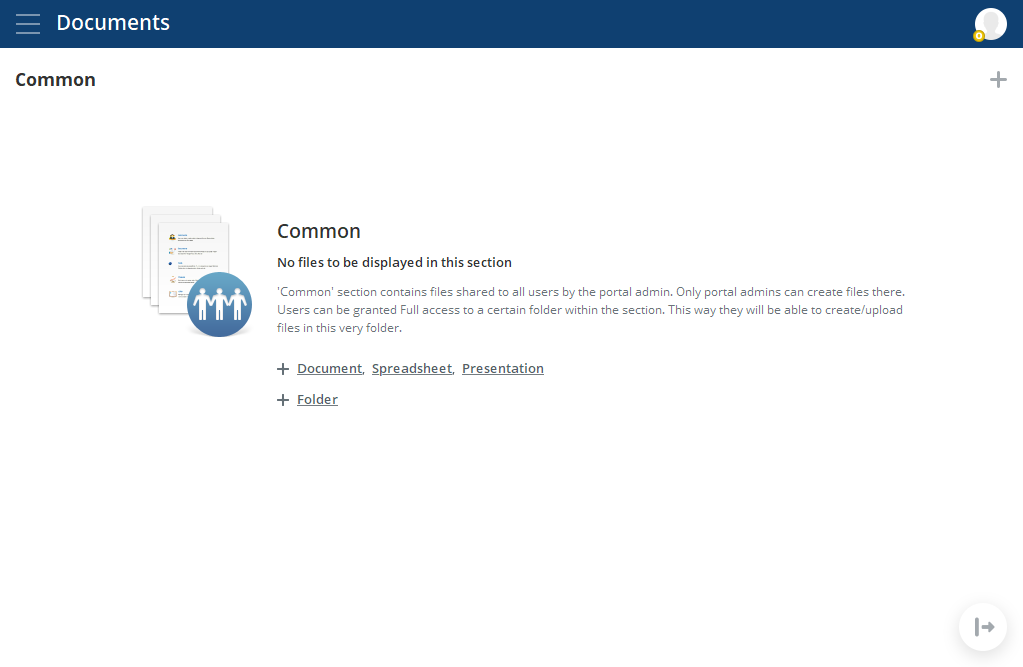 Documents
Common
Common
No files to be displayed in this section
'Common' section contains files shared to all users by the portal admin. Only portal admins can create files there.
Users can be granted Full access to a certain folder within the section. This way they will be able to create/upload
files in this very folder.
Document, Spreadsheet, Presentation
Folder